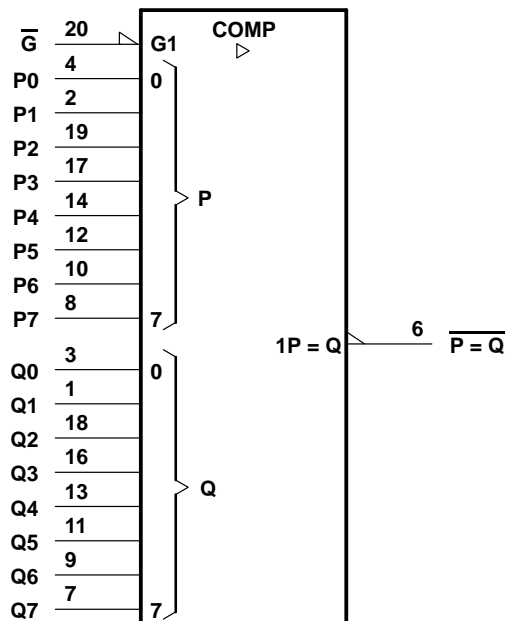 COMP
G 20 G1
P0 4 0
P1 2
P2 19
P3 17
P4 14
P5 12
P6 10
P7 8 7
P
1P = Q 6 P = Q
Q0 3 0
Q1 1
Q2 18
Q3 16
Q4 13
Q5 11
Q6 9
Q7 7 7
Q